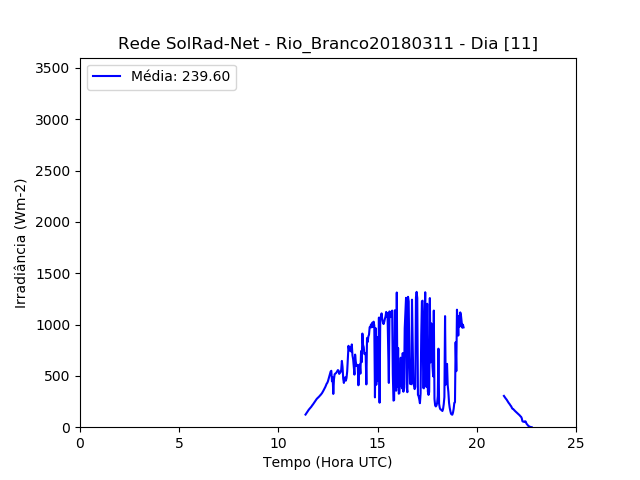 Rede SolRad-Net - Rio_Branco20180311 - Dia [11]
Média: 239.60
Irradiância (Wm-2)
3500
3000
2500
2000
1500
1000
500
0
0 5 10 15 20 25
Tempo (Hora UTC)